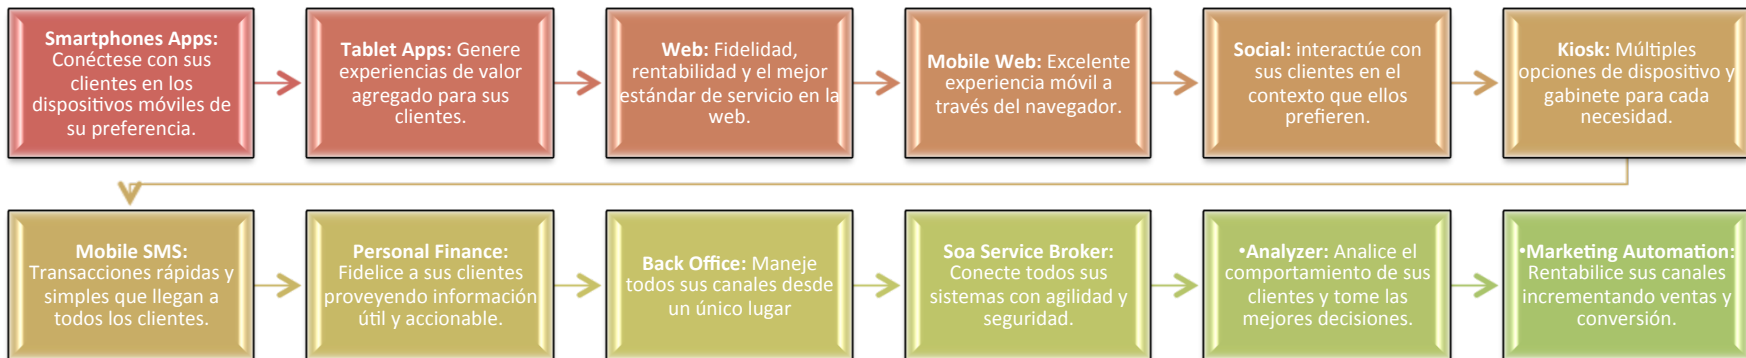 Smartphones Apps:
Conéctese con sus
clientes en los
dispositivos móviles de
su preferencia.
Tablet Apps: Genere
experiencias de valor
agregado para sus
clientes.
Web: Fidelidad,
rentabilidad y el mejor
estándar de servicio en la
web.
Mobile Web: Excelente
experiencia móvil a
través del navegador.
Social: interactúe con
sus clientes en el
contexto que ellos
prefieren.
Kiosk: Múltiples
opciones de dispositivo y
gabinete para cada
necesidad.
Mobile SMS:
Transacciones rápidas y
simples que llegan a
todos los clientes.
Personal Finance:
Fidelice a sus clientes
proveyendo información
útil y accionable.
Back Office: Maneje
todos sus canales desde
un único lugar
Soa Service Broker:
Conecte todos sus
sistemas con agilidad y
seguridad.
•Analyzer: Analice el
comportamiento de sus
clientes y tome las
mejores decisiones.
•Marketing Automation:
Rentabilice sus canales
incrementando ventas y
conversión.